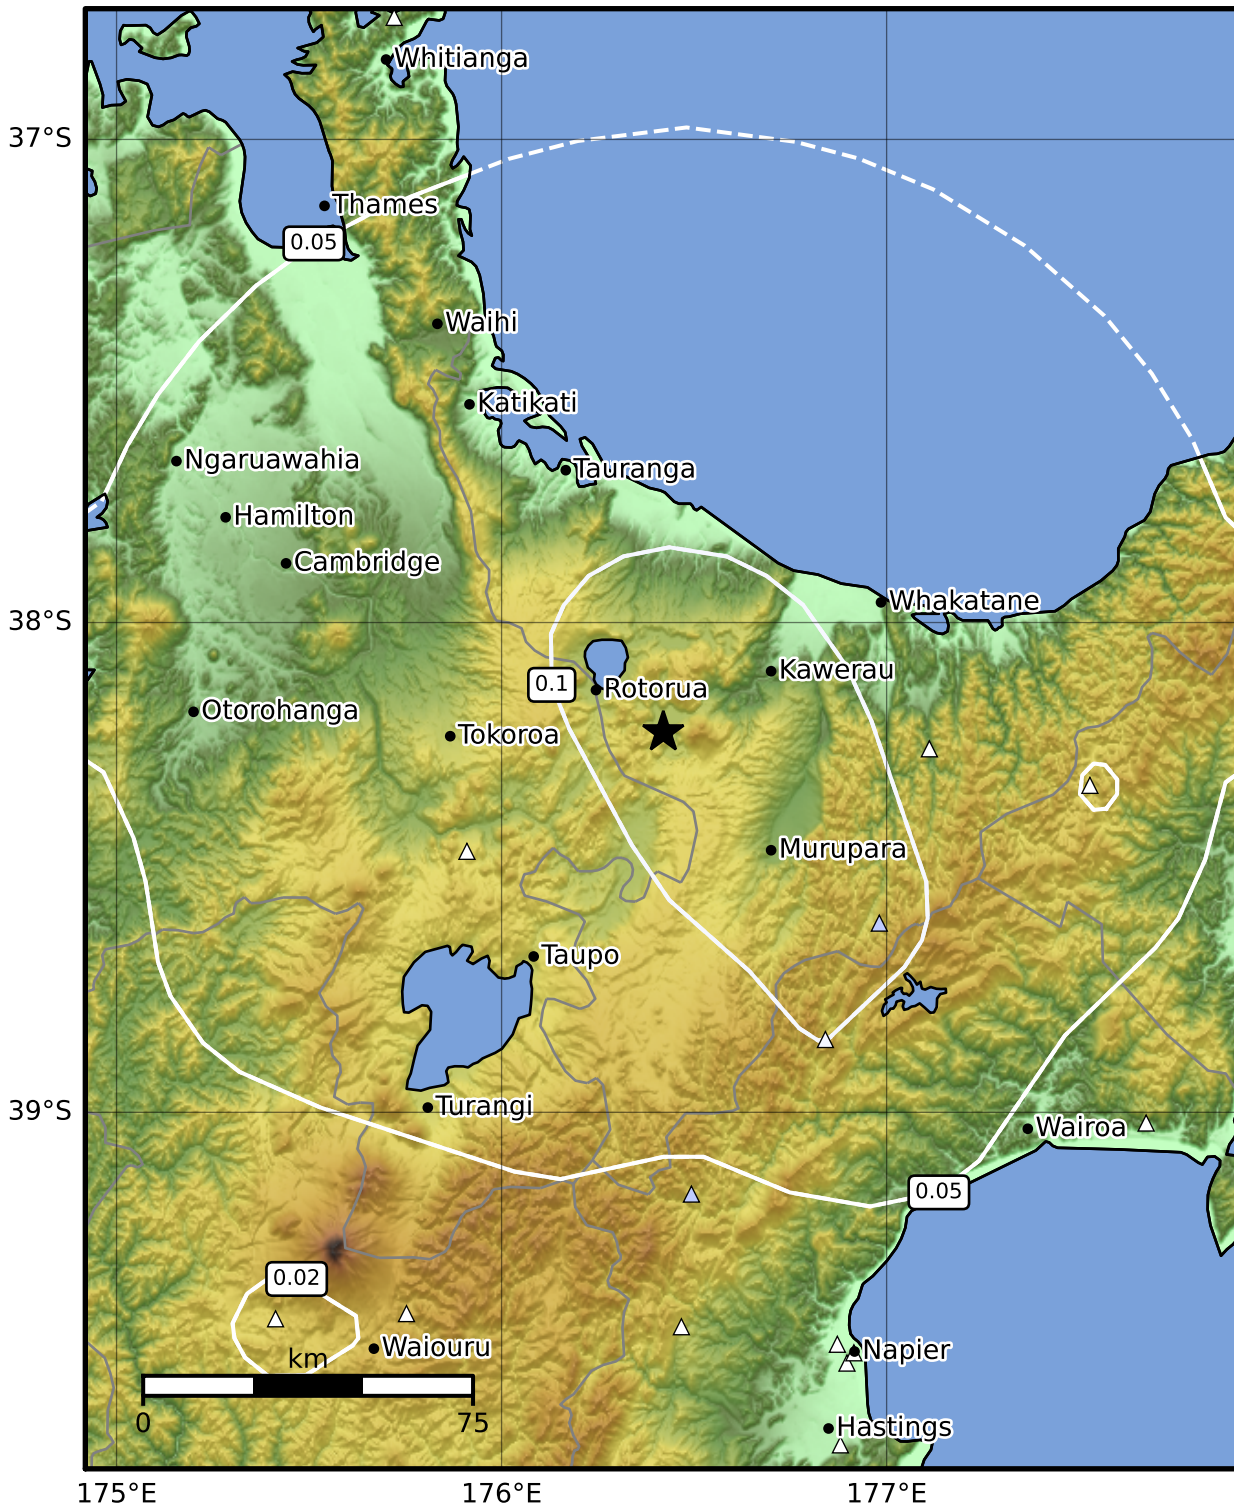 Whitianga
37°S
Thames
0.05
Waihi
Katikati
Ngaruawahia
Tauranga
Hamilton
Cambridge
Whakatane
38°S
Kawerau
0.1
Rotorua
Otorohanga
Tokoroa
Murupara
Taupo
Turangi
39°S
Wairoa
0.05
0.02
Waiouru
Napier
km
0
75
Hastings
175°E
176°E
177°E